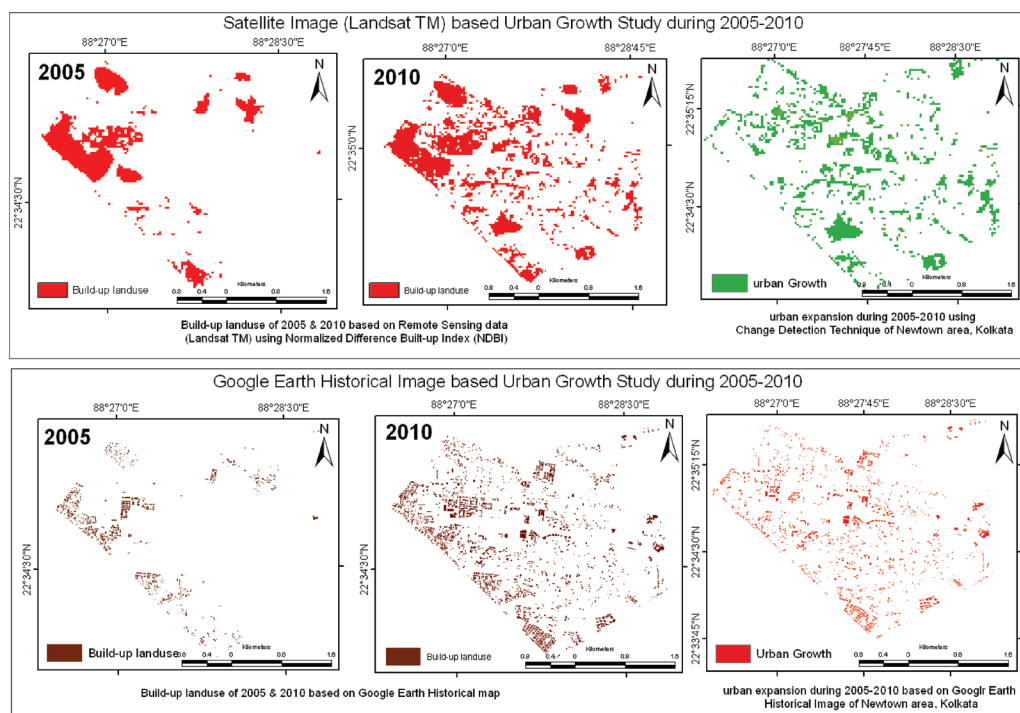 Satellite Image (Landsat TM) based Urban Growth Study during 2005-2010
88°27'0"E 88°28'30"E
2005
N
22°34'30"N
Build-up landuse
Kilometers
0.8 0.4 0 0.8 1.6
88°27'0"E 88°28'45"E
2010
N
22°35'0"N
Build-up landuse
Kilometers
0.8 0.4 0 0.8 1.6
88°27'0"E 88°27'45"E 88°28'30"E
N
22°35'15"N
22°34'30"N
urban Growth
Kilometers
0.8 0.4 0 0.8 1.6
Build-up landuse of 2005 & 2010 based on Remote Sensing data
(Landsat TM) using Normalized Difference Built-up Index (NDBI)
urban expansion during 2005-2010 using
Change Detection Technique of Newtown area, Kolkata
Google Earth Historical Image based Urban Growth Study during 2005-2010
88°27'0"E 88°28'30"E
2005
N
22°34'30"N
Build-up landuse
Kilometers
0.8 0.4 0 0.8 1.6
88°27'0"E 88°28'30"E
2010
N
22°34'30"N
Build-up landuse
Kilometers
0.8 0.4 0 0.8 1.6
88°27'0"E 88°27'45"E 88°28'30"E
N
22°35'15"N
22°34'30"N
22°33'45"N
Urban Growth
Kilometers
0.8 0.4 0 0.8 1.6
Build-up landuse of 2005 & 2010 based on Google Earth Historical map
urban expansion during 2005-2010 based on Googlr Earth
Historical Image of Newtown area, Kolkata